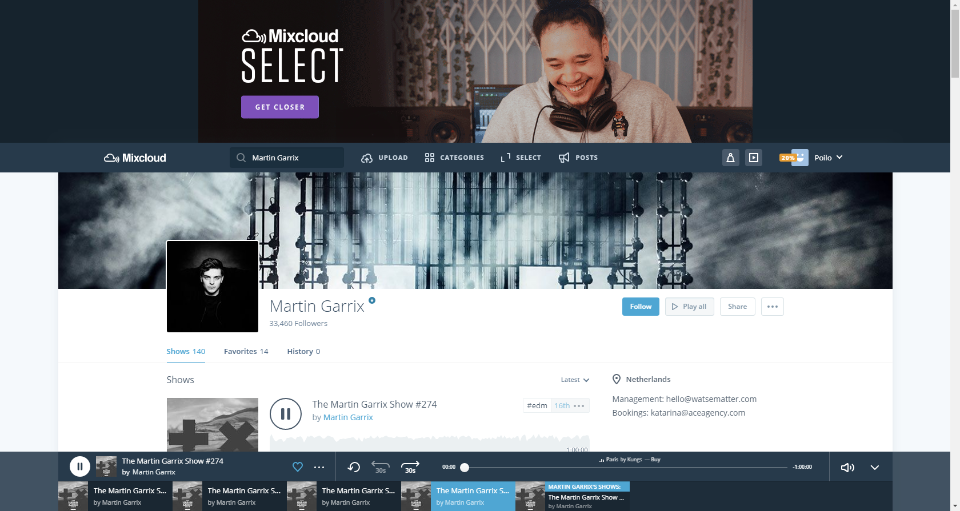 Mixcloud
SELECT
GET CLOSER
Mixcloud
Martin Garrix
UPLOAD
CATEGORIES
SELECT
POSTS
20%
Poilo
Martin Garrix
33,460 Followers
Follow
Play all
Share
Shows 140
Favorites 14
History 0
Shows
Latest
Netherlands
Management: hello@watsematter.com
Bookings: katarina@aceagency.com
The Martin Garrix Show #274
by Martin Garrix
#edm
16th
-1:00:00
The Martin Garrix Show #274
by Martin Garrix
30s
30s
00:00
Paris by Kungs — Buy
-1:00:00
The Martin Garrix S...
by Martin Garrix
The Martin Garrix S...
by Martin Garrix
The Martin Garrix S...
by Martin Garrix
The Martin Garrix S...
by Martin Garrix
MARTIN GARRIX'S SHOWS:
The Martin Garrix Show ...
by Martin Garrix